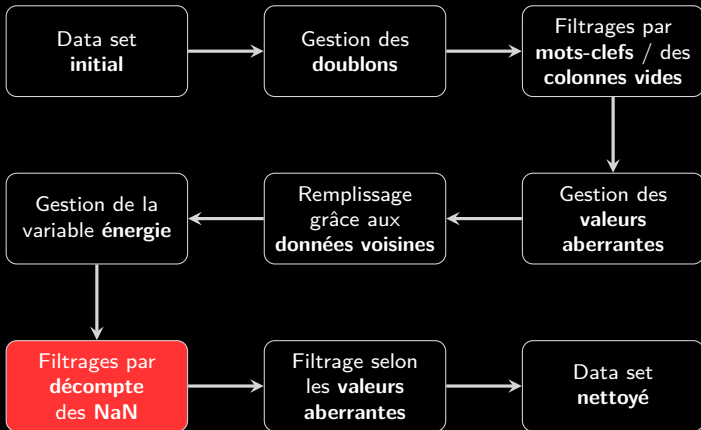 Data set
initial
Gestion des
doublons
Filtrages par
mots-clefs / des
colonnes vides
Gestion des
valeurs
aberrantes
Remplissage
grâce aux
données voisines
Gestion de la
variable énergie
Filtrages par
décompte
des NaN
Filtrage selon
les valeurs
aberrantes
Data set
nettoyé